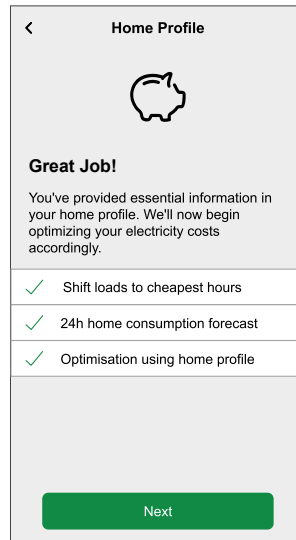 Home Profile
Great Job!
You've provided essential information in
your home profile. We'll now begin
optimizing your electricity costs
accordingly.
Shift loads to cheapest hours
24h home consumption forecast
Optimisation using home profile
Next